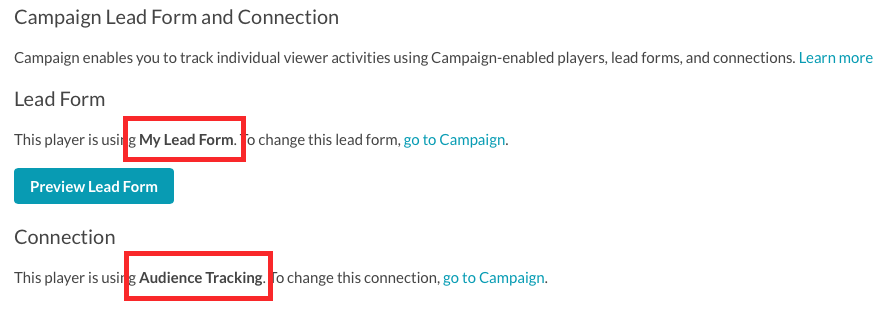 Campaign Lead Form and Connection
Campaign enables you to track individual viewer activities using Campaign-enabled players, lead forms, and connections. Learn more
Lead Form
This player is using My Lead Form. To change this lead form, go to Campaign.
Preview Lead Form
Connection
This player is using Audience Tracking. To change this connection, go to Campaign.